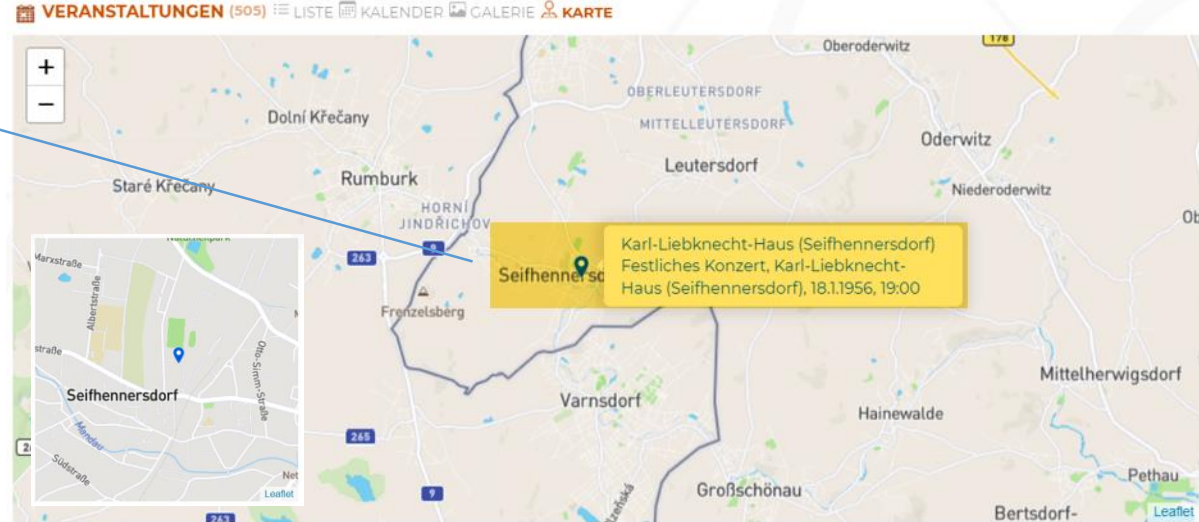 VERANSTALTUNGEN (505) LISTE KALENDER GALERIE KARTE
+
−
178
Oberoderwitz
OBERLEUTERSDORF
Dolní Křečany
MITTELLEUTERSDORF
Oderwitz
Leutersdorf
Staré Křečany
Rumburk
Niederoderwitz
HORNÍ
JINDŘICHOV
9
263
Karl-Liebknecht-Haus (Seifhennersdorf)
Festliches Konzert, Karl-Liebknecht-
Haus (Seifhennersdorf), 18.1.1956, 19:00
Frenzelsberg
Marxstraße
Albertstraße
Otto-Simm-Straße
Seifhennersdorf
Mandau
Südstraße
Leaflet
Mittelherwigsdorf
Varnsdorf
Hainewalde
265
Pethau
9
Großschönau
263
Bertsdorf-
Leaflet